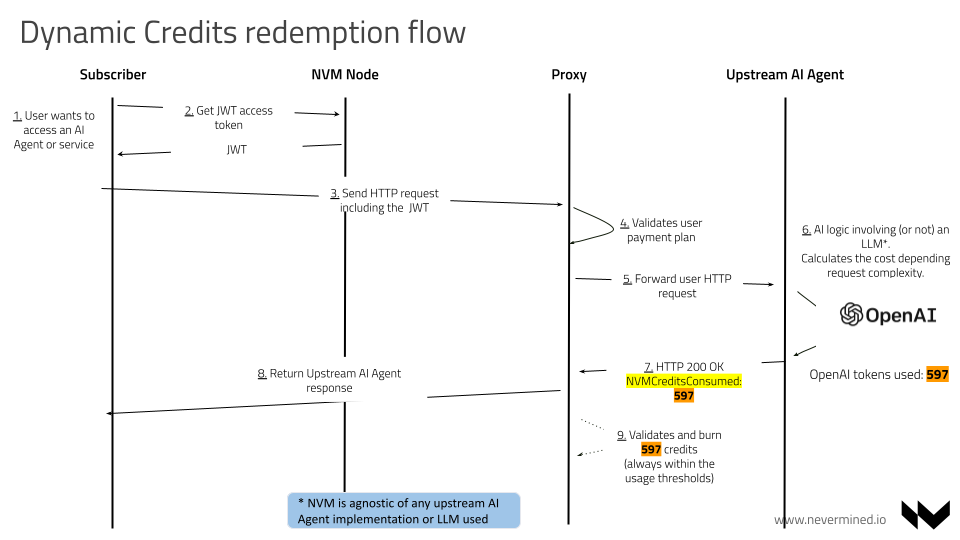 Dynamic Credits redemption flow
Subscriber
NVM Node
Proxy
Upstream AI Agent
1. User wants to
access an AI
Agent or service
2. Get JWT access
token
JWT
3. Send HTTP request
including the JWT
4. Validates user
payment plan
5. Forward user HTTP
request
6. AI logic involving (or not) an
LLM*.
Calculates the cost depending
request complexity.
OpenAI
OpenAI tokens used: 597
7. HTTP 200 OK
NVMCreditsConsumed:
597
8. Return Upstream AI Agent
response
9. Validates and burn
597 credits
(always within the
usage thresholds)
* NVM is agnostic of any upstream AI
Agent implementation or LLM used
www.nevermined.io